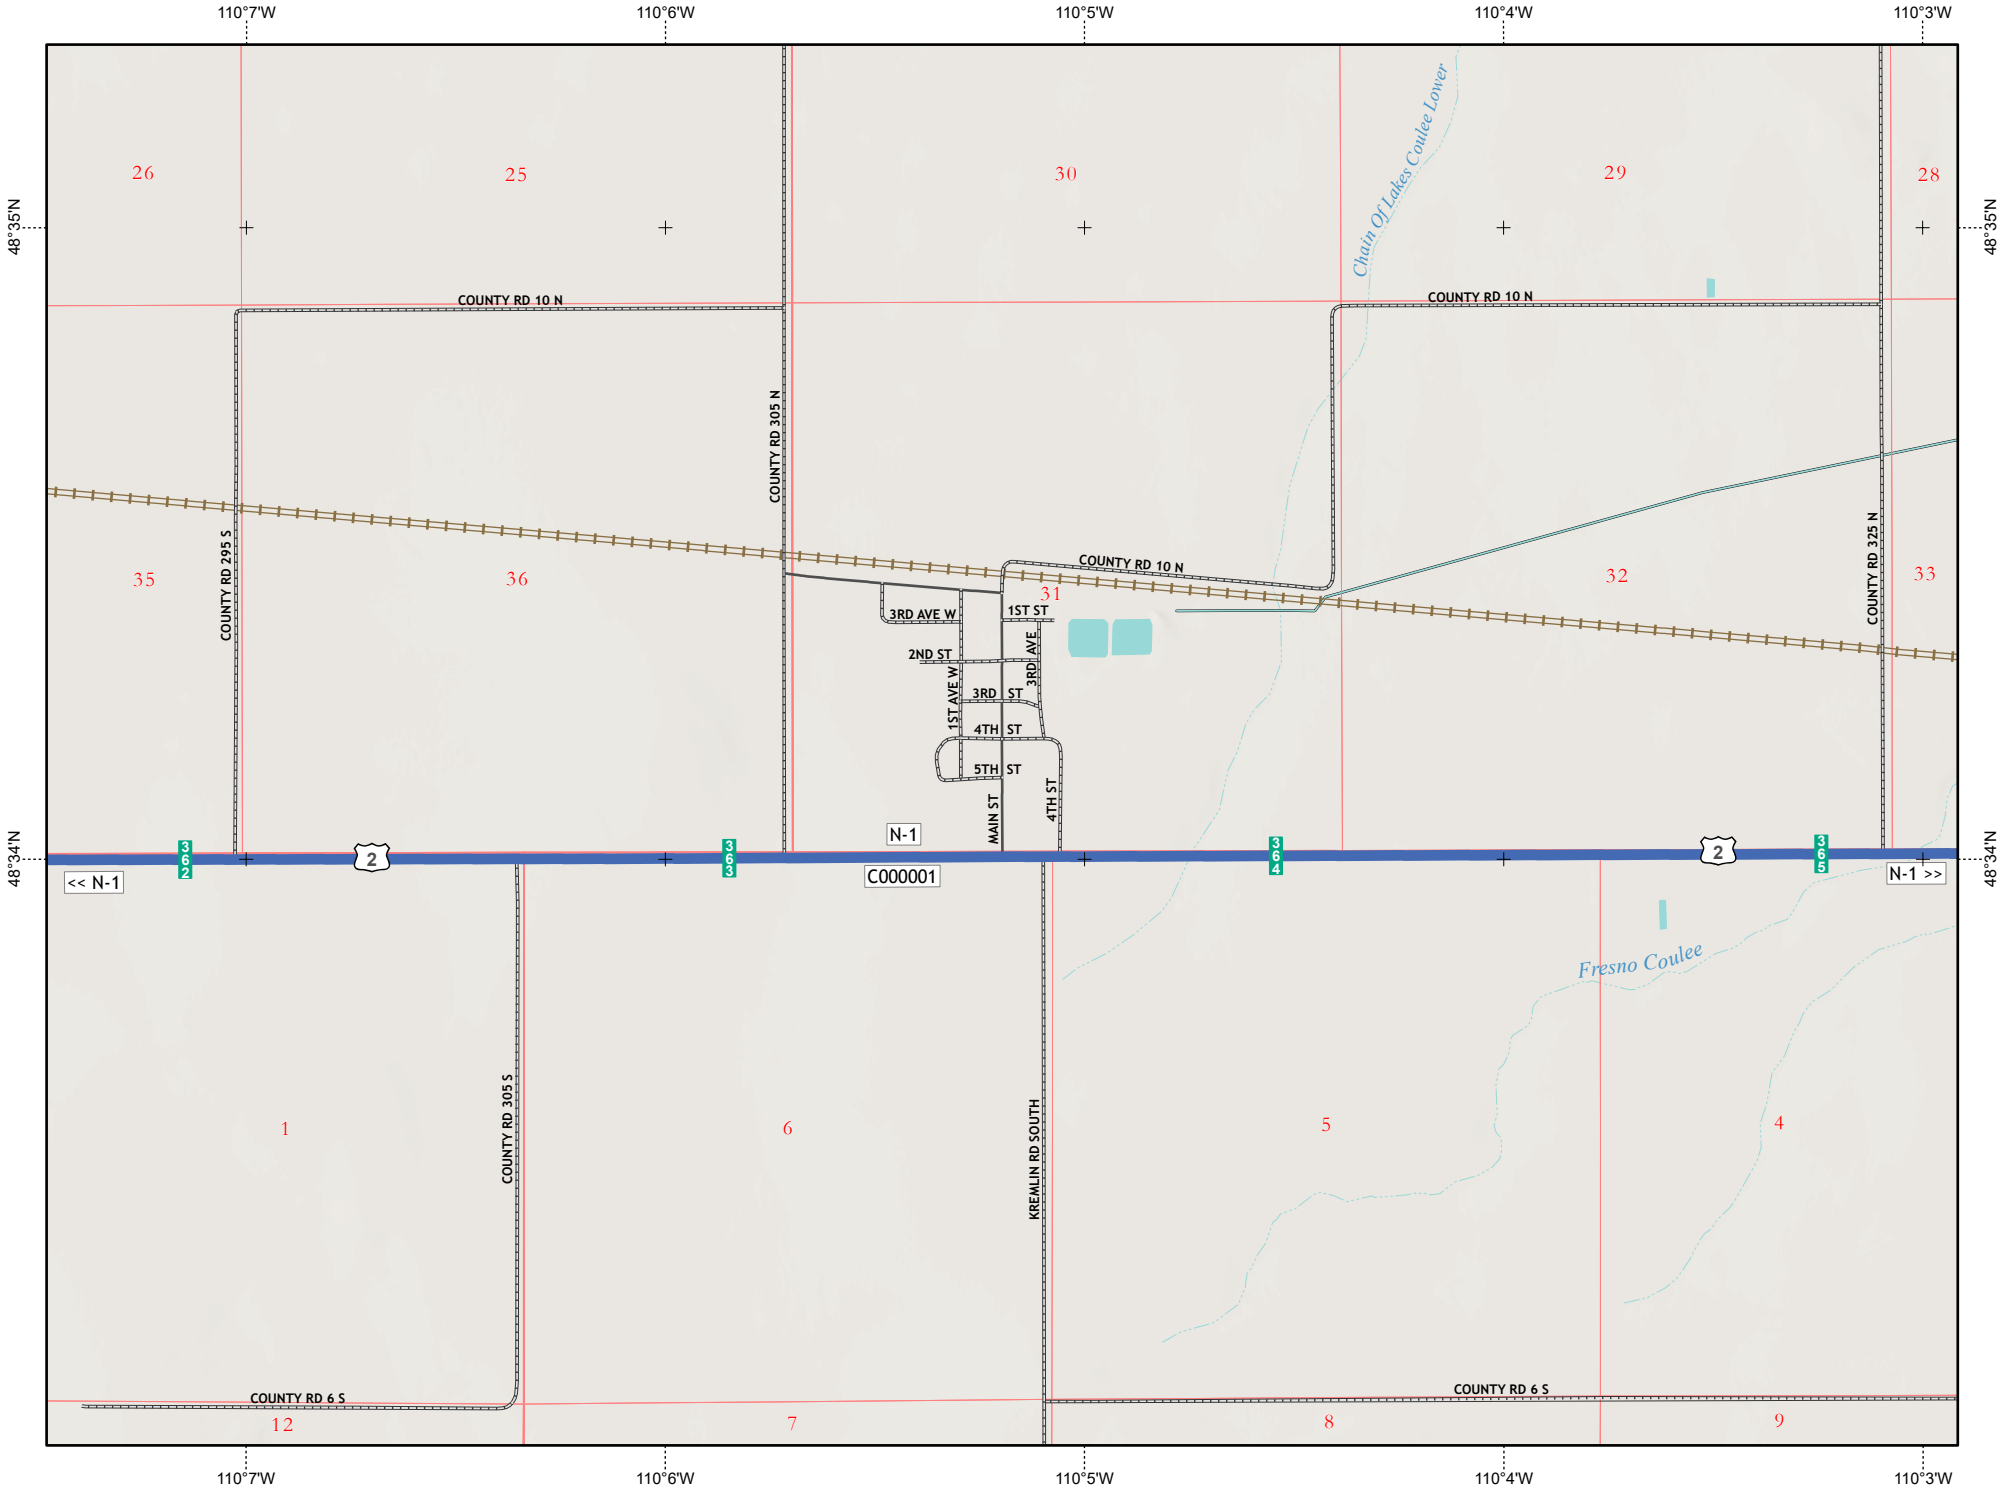 110°7'W
110°6'W
110°5'W
110°4'W
110°3'W
Chain Of Lakes Coulee Lower
26
25
30
29
28
48°35'N
48°35'N
COUNTY RD 10 N
COUNTY RD 10 N
COUNTY RD 305 N
COUNTY RD 295 S
COUNTY RD 325 N
COUNTY RD 10 N
35
36
31
32
33
3RD AVE W
1ST ST
2ND ST
3RD AVE
1ST AVE W
3RD ST
4TH ST
5TH ST
MAIN ST
4TH ST
48°34'N
48°34'N
N-1
362
2
363
364
2
365
<< N-1
C000001
N-1 >>
Fresno Coulee
COUNTY RD 305 S
KREMLIN RD SOUTH
1
6
5
4
COUNTY RD 6 S
COUNTY RD 6 S
12
7
8
9
110°7'W
110°6'W
110°5'W
110°4'W
110°3'W